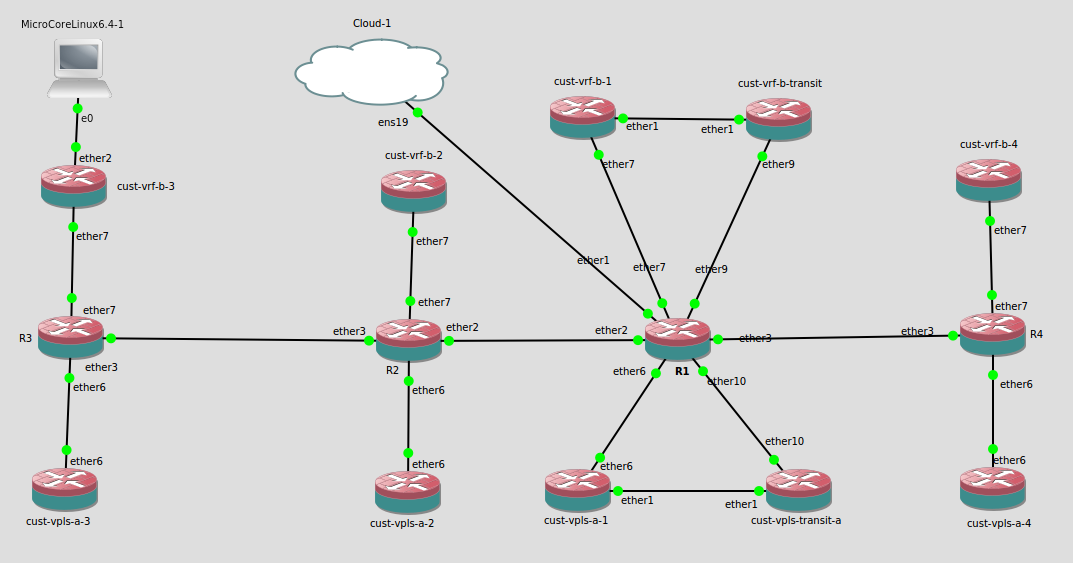 MicroCoreLinux6.4-1
Cloud-1
cust-vrf-b-1
cust-vrf-b-transit
e0
ens19
ether1
ether1
cust-vrf-b-4
ether2
cust-vrf-b-2
ether7
ether9
cust-vrf-b-3
ether7
ether7
ether7
ether1
ether7
ether9
ether7
ether7
ether7
R3
ether3
ether2
ether2
ether3
ether3
R4
ether3
R2
ether6
R1
ether10
ether6
ether6
ether6
ether10
ether6
ether6
ether6
ether6
ether1
ether1
cust-vpls-a-3
cust-vpls-a-2
cust-vpls-a-1
cust-vpls-transit-a
cust-vpls-a-4